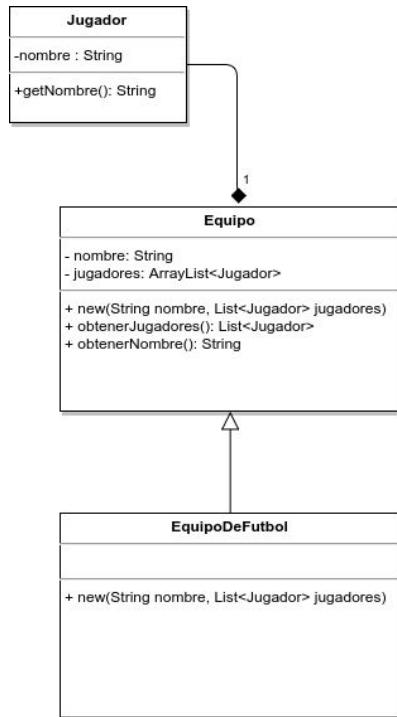 Jugador
-nombre : String
+getNombre(): String
1
Equipo
- nombre: String
- jugadores: ArrayList<Jugador>
+ new(String nombre, List<Jugador> jugadores)
+ obtenerJugadores(): List<Jugador>
+ obtenerNombre(): String
EquipoDeFutbol
+ new(String nombre, List<Jugador> jugadores)